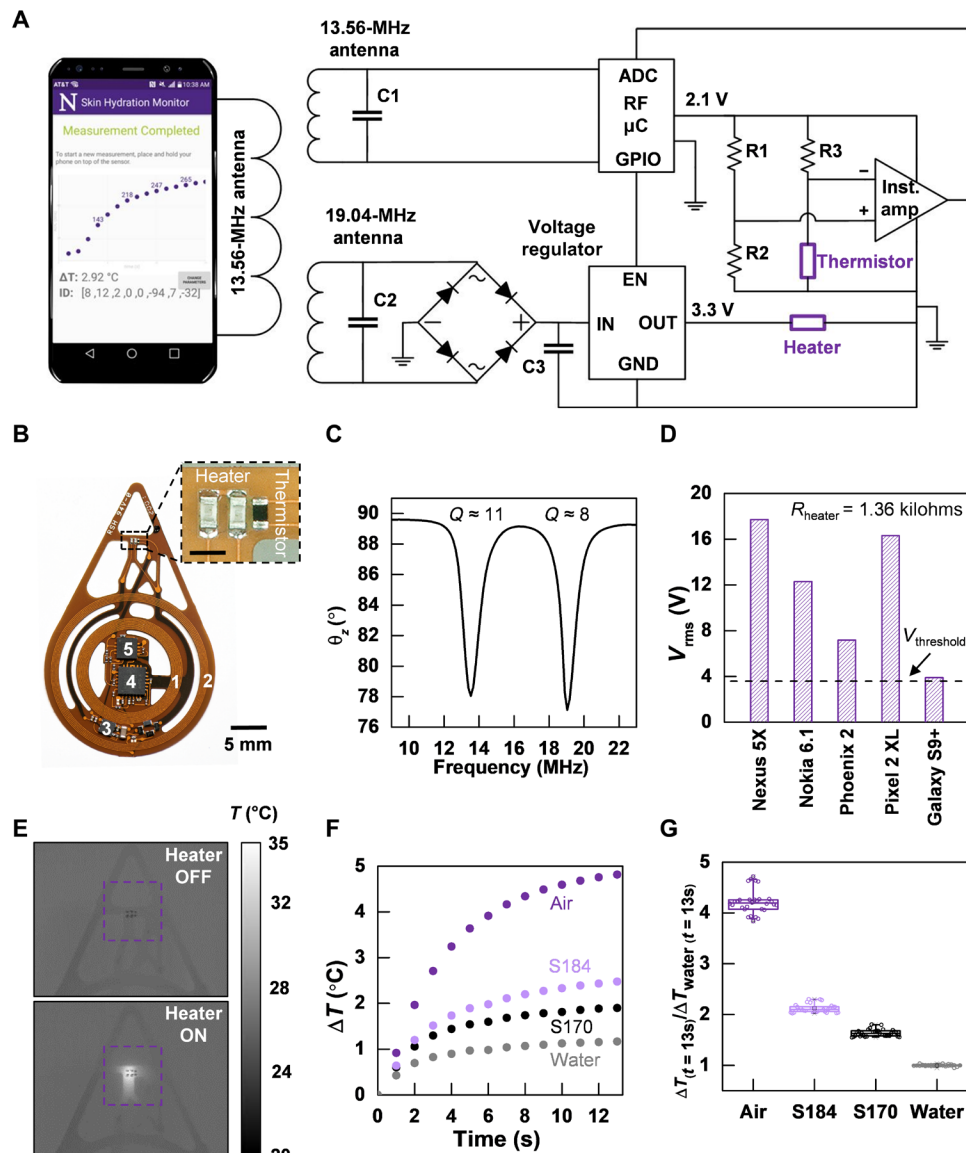 A
13.56-MHz
antenna
AT&T
10:38 AM
N Skin Hydration Monitor
Measurement Completed
To start a new measurement, place and hold your
phone on top of the sensor.
143
218
247
265
ΔT: 2.92 °C
CHANGE
PARAMETERS
ID: [8 ,12 ,2 ,0 ,0 ,-94 ,7 ,-32]
13.56-MHz antenna
C1
ADC
RF
µC
GPIO
2.1 V
R1
R3
R2
−
+
Inst.
amp
Thermistor
19.04-MHz
antenna
C2
−
+
~
~
C3
Voltage
regulator
EN
IN
OUT
GND
3.3 V
Heater
B
RSH 94V-0
Heater
Thermistor
5
4
1
2
3
5 mm
C
Q ≈ 11
Q ≈ 8
90
88
86
84
82
80
78
76
θz (°)
10 12 14 16 18 20 22
Frequency (MHz)
D
Rheater = 1.36 kilohms
20
16
12
8
4
0
Vrms (V)
Vthreshold
Nexus 5X
Nokia 6.1
Phoenix 2
Pixel 2 XL
Galaxy S9+
E
T (°C)
Heater
OFF
Heater
ON
35
32
28
24
F
5
4
3
2
1
0
ΔT (°C)
Air
S184
S170
Water
0 2 4 6 8 10 12
Time (s)
G
5
4
3
2
1
ΔT(t = 13s)/ΔTwater (t = 13s)
Air S184 S170 Water